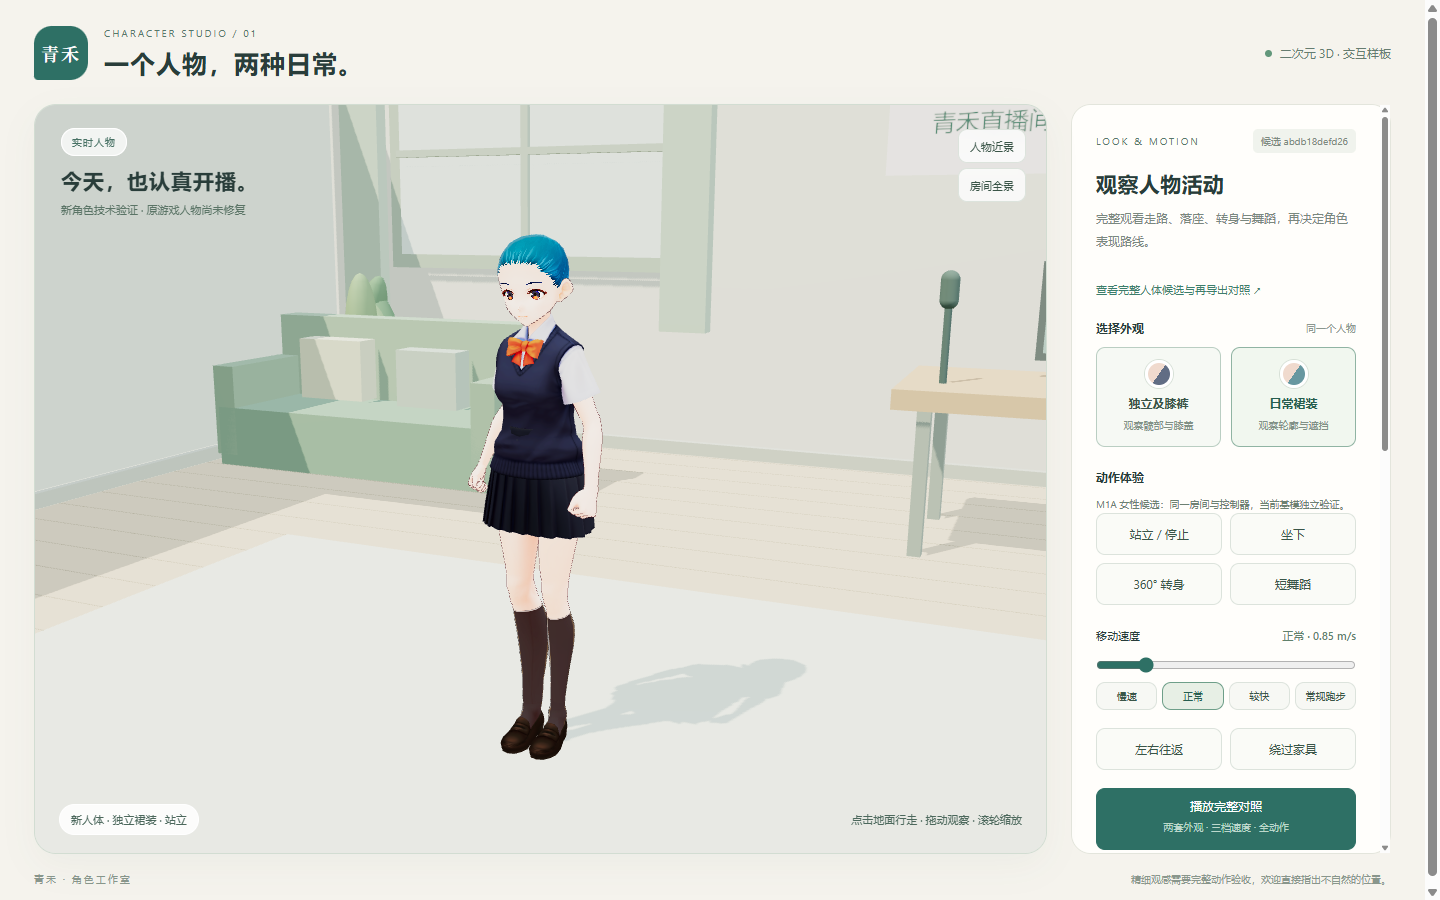 青禾
CHARACTER STUDIO / 01
一个人物，两种日常。
二次元 3D · 交互样板
实时人物
今天，也认真开播。
新角色技术验证 · 原游戏人物尚未修复
青禾直播间
人物近景
房间全景
新人体 · 独立裙装 · 站立
点击地面行走 · 拖动观察 · 滚轮缩放
LOOK & MOTION
候选 abdb18defd26
观察人物活动
完整观看走路、落座、转身与舞蹈，再决定角色
表现路线。
查看完整人体候选与再导出对照 ↗
选择外观
同一个人物
独立及膝裤
观察髋部与膝盖
日常裙装
观察轮廓与遮挡
动作体验
M1A 女性候选：同一房间与控制器，当前基模独立验证。
站立 / 停止
坐下
360° 转身
短舞蹈
移动速度
正常 · 0.85 m/s
慢速
正常
较快
常规跑步
左右往返
绕过家具
播放完整对照
两套外观 · 三档速度 · 全动作
青禾 · 角色工作室
精细观感需要完整动作验收，欢迎直接指出不自然的位置。